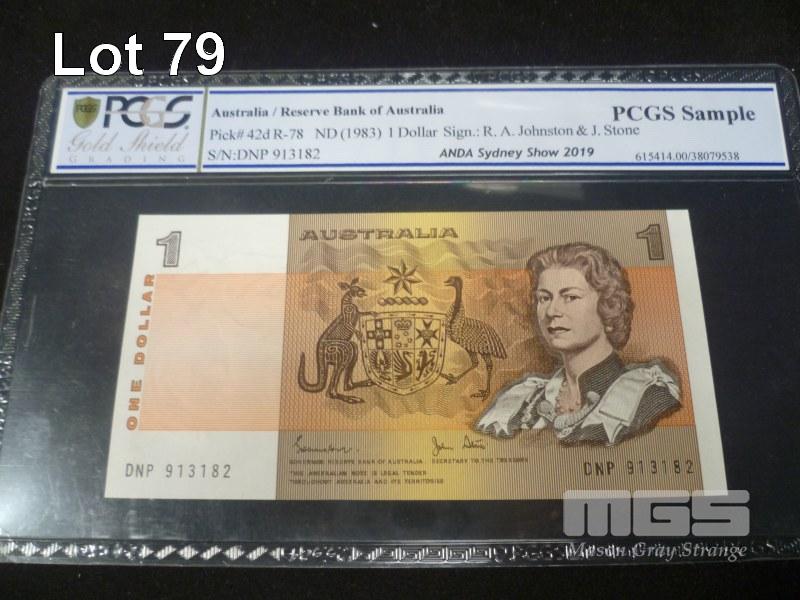 Lot 79
PCGS
Gold Shield
GRADING
Australia / Reserve Bank of Australia
PCGS Sample
Pick# 42d R-78 ND (1983) 1 Dollar Sign.: R. A. Johnston & J. Stone
S/N:DNP 913182
ANDA Sydney Show 2019
615414.00/38079538
1
AUSTRALIA
1
ONE DOLLAR
GOVERNOR RESERVE BANK OF AUSTRALIA SECRETARY TO THE TREASURY
THIS AUSTRALIAN NOTE IS LEGAL TENDER
THROUGHOUT AUSTRALIA AND ITS TERRITORIES
DNP 913182
DNP 913182
MGS
Mason Gray Strange